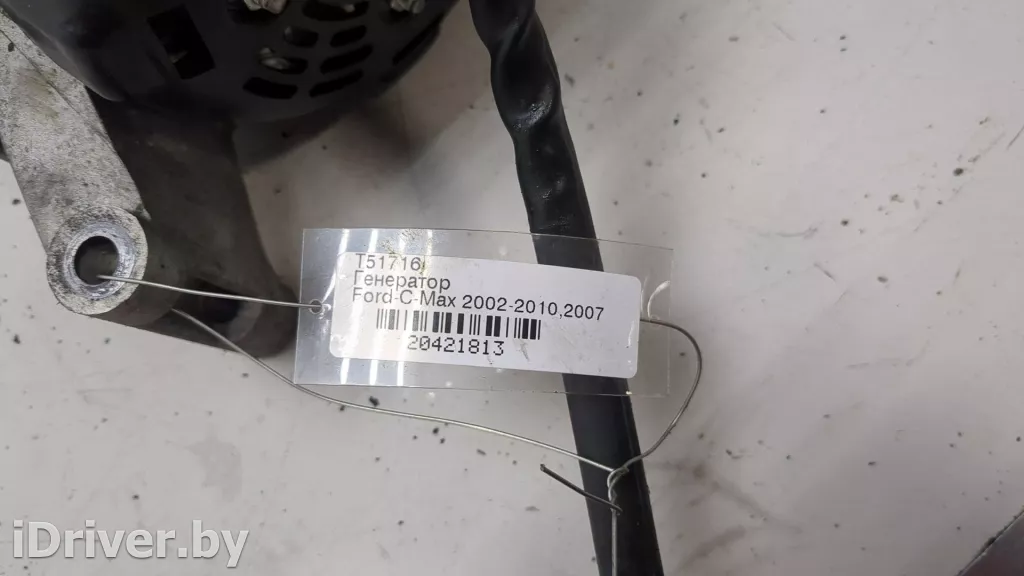 T51716
Генератор
Ford-C-Max 2002-2010,2007
20421813
iDriver.by